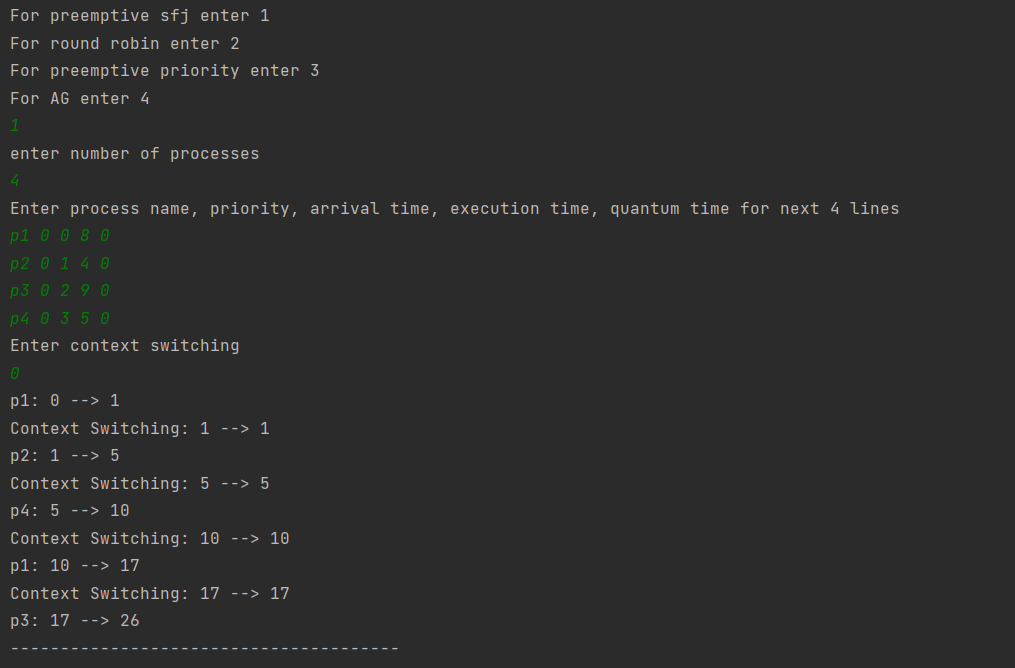 For preemptive sfj enter 1
For round robin enter 2
For preemptive priority enter 3
For AG enter 4
1
enter number of processes
4
Enter process name, priority, arrival time, execution time, quantum time for next 4 lines
p1 0 0 8 0
p2 0 1 4 0
p3 0 2 9 0
p4 0 3 5 0
Enter context switching
0
p1: 0 --> 1
Context Switching: 1 --> 1
p2: 1 --> 5
Context Switching: 5 --> 5
p4: 5 --> 10
Context Switching: 10 --> 10
p1: 10 --> 17
Context Switching: 17 --> 17
p3: 17 --> 26
---------------------------------------